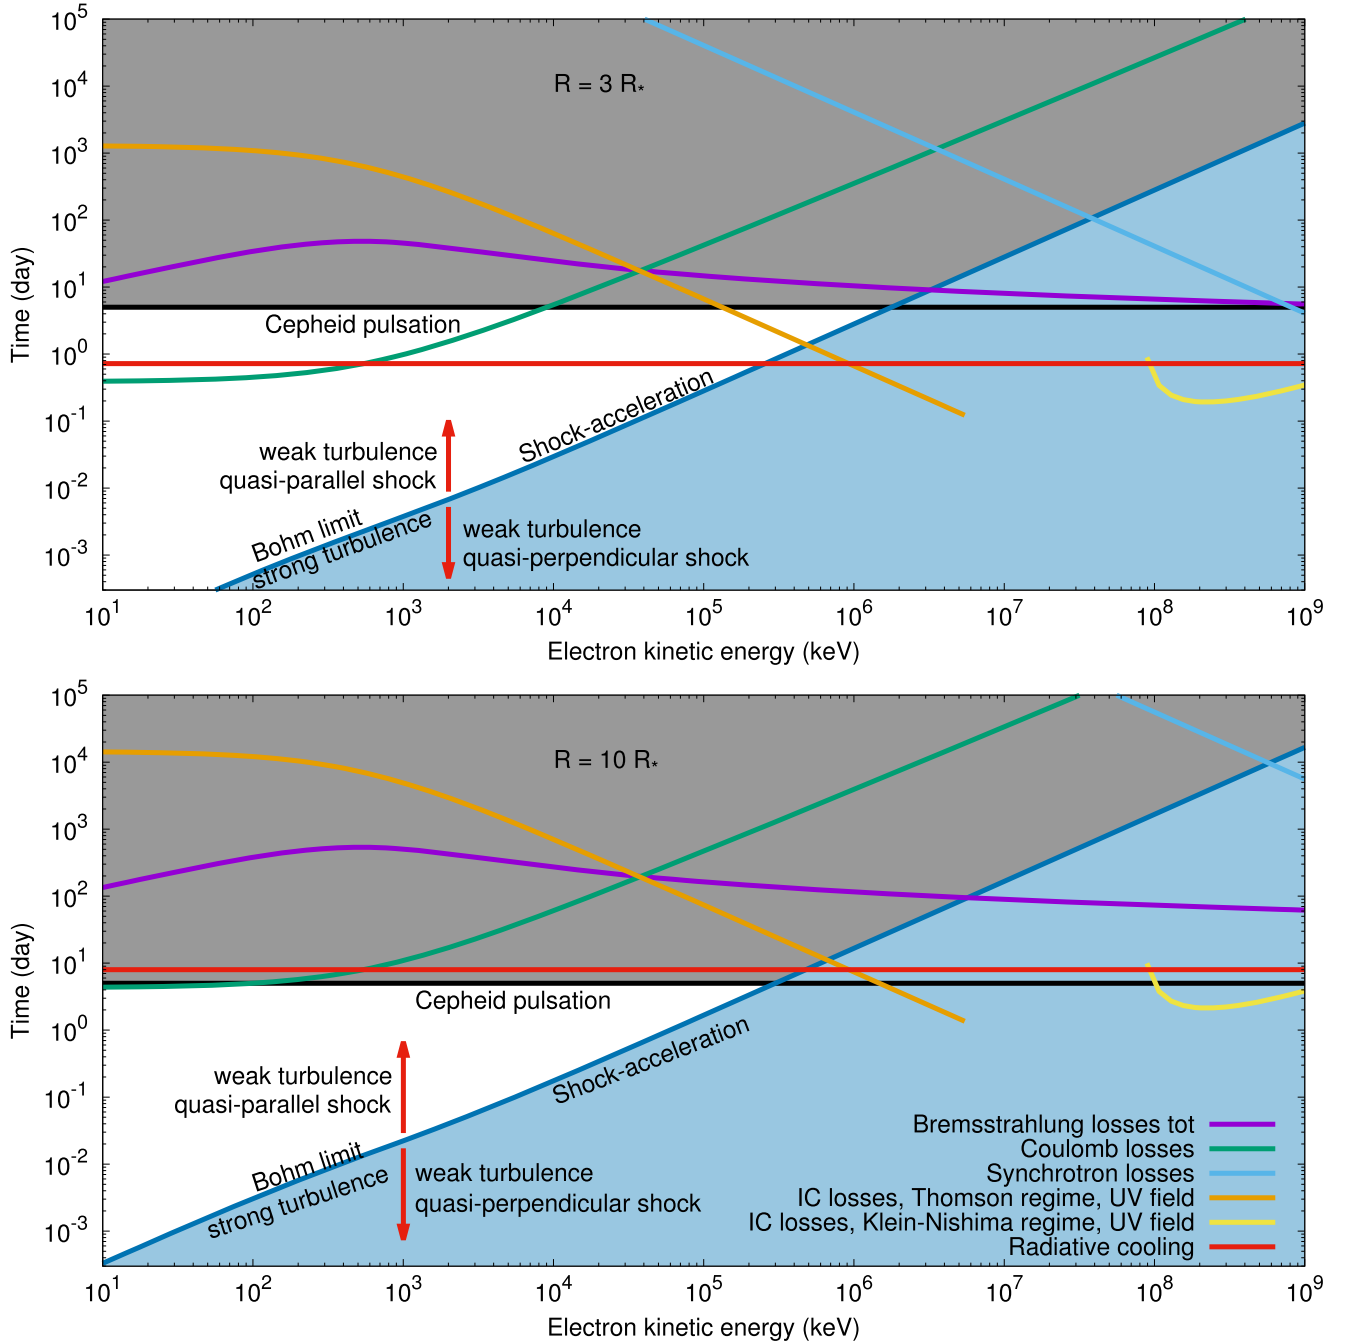 10^5
10^4
10^3
10^2
10^1
10^0
10^-1
10^-2
10^-3
Time (day)
R = 3 R*
Cepheid pulsation
Shock-acceleration
weak turbulence
quasi-parallel shock
Bohm limit
strong turbulence
weak turbulence
quasi-perpendicular shock
10^1 10^2 10^3 10^4 10^5 10^6 10^7 10^8 10^9
Electron kinetic energy (keV)
10^5
10^4
10^3
10^2
10^1
10^0
10^-1
10^-2
10^-3
Time (day)
R = 10 R*
Cepheid pulsation
Shock-acceleration
weak turbulence
quasi-parallel shock
Bohm limit
strong turbulence
weak turbulence
quasi-perpendicular shock
Bremsstrahlung losses tot
Coulomb losses
Synchrotron losses
IC losses, Thomson regime, UV field
IC losses, Klein-Nishima regime, UV field
Radiative cooling
10^1 10^2 10^3 10^4 10^5 10^6 10^7 10^8 10^9
Electron kinetic energy (keV)